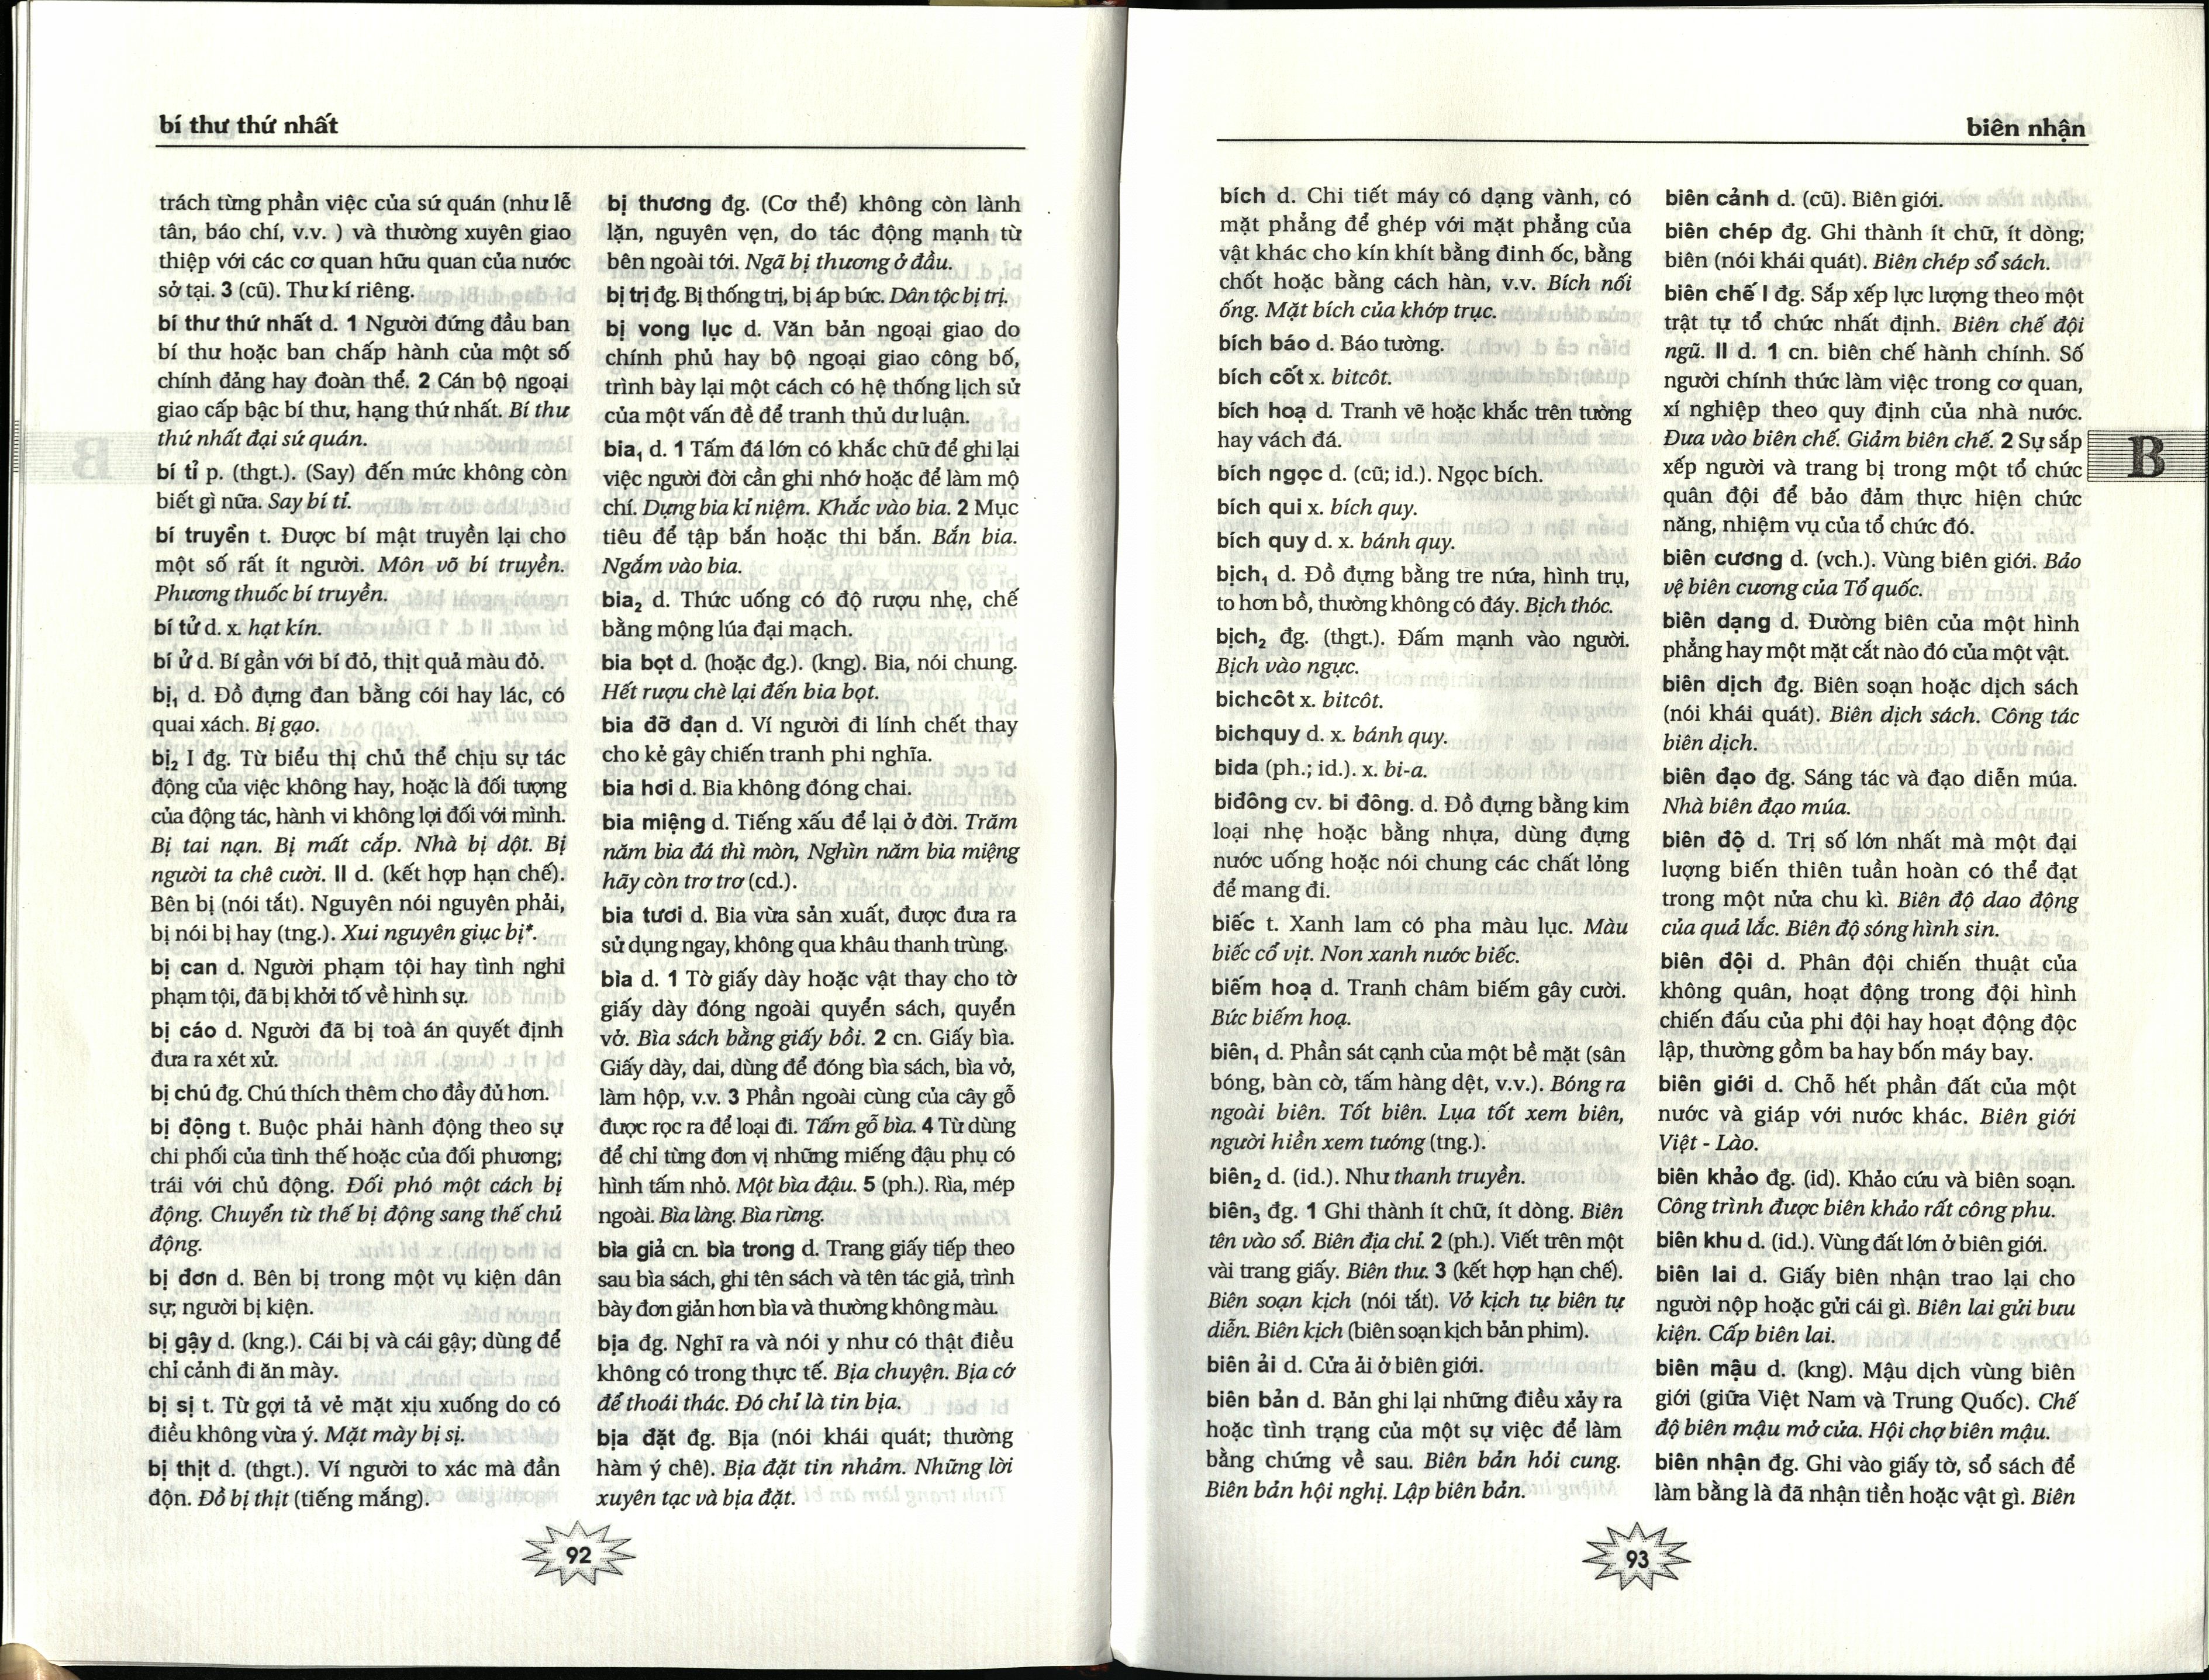 bí thư thứ nhất
trách từng phần việc của sứ quán (như lễ
tân, báo chí, v.v. ) và thường xuyên giao
thiệp với các cơ quan hữu quan của nước
sở tại. 3 (cũ). Thư kí riêng.
bí thư thứ nhất d. 1 Người đứng đầu ban
bí thư hoặc ban chấp hành của một số
chính đảng hay đoàn thể. 2 Cán bộ ngoại
giao cấp bậc bí thư, hạng thứ nhất. Bí thư
thứ nhất đại sứ quán.
bí tỉ p. (thgt.). (Say) đến mức không còn
biết gì nữa. Say bí tỉ.
bí truyền t. Được bí mật truyền lại cho
một số rất ít người. Môn võ bí truyền.
Phương thuốc bí truyền.
bí tử d. x. hạt kín.
bí ử d. Bí gần với bí đỏ, thịt quả màu đỏ.
bị₁ d. Đồ đựng đan bằng cói hay lác, có
quai xách. Bị gạo.
bị₂ I đg. Từ biểu thị chủ thể chịu sự tác
động của việc không hay, hoặc là đối tượng
của động tác, hành vi không lợi đối với mình.
Bị tai nạn. Bị mất cắp. Nhà bị dột. Bị
người ta chê cười. II d. (kết hợp hạn chế).
Bên bị (nói tắt). Nguyên nói nguyên phải,
bị nói bị hay (tng.). Xui nguyên giục bị*.
bị can d. Người phạm tội hay tình nghi
phạm tội, đã bị khởi tố về hình sự.
bị cáo d. Người đã bị toà án quyết định
đưa ra xét xử.
bị chú đg. Chú thích thêm cho đầy đủ hơn.
bị động t. Buộc phải hành động theo sự
chi phối của tình thế hoặc của đối phương;
trái với chủ động. Đối phó một cách bị
động. Chuyển từ thế bị động sang thế chủ
động.
bị đơn d. Bên bị trong một vụ kiện dân
sự; người bị kiện.
bị gậy d. (kng.). Cái bị và cái gậy; dùng để
chỉ cảnh đi ăn mày.
bị sị t. Từ gợi tả vẻ mặt xịu xuống do có
điều không vừa ý. Mặt mày bị sị.
bị thịt d. (thgt.). Ví người to xác mà đần
độn. Đồ bị thịt (tiếng mắng).
bị thương đg. (Cơ thể) không còn lành
lặn, nguyên vẹn, do tác động mạnh từ
bên ngoài tới. Ngã bị thương ở đầu.
bị trị đg. Bị thống trị, bị áp bức. Dân tộc bị trị.
bị vong lục d. Văn bản ngoại giao do
chính phủ hay bộ ngoại giao công bố,
trình bày lại một cách có hệ thống lịch sử
của một vấn đề để tranh thủ dư luận.
bia₁ d. 1 Tấm đá lớn có khắc chữ để ghi lại
việc người đời cần ghi nhớ hoặc để làm mộ
chí. Dựng bia kỉ niệm. Khắc vào bia. 2 Mục
tiêu để tập bắn hoặc thi bắn. Bắn bia.
Ngắm vào bia.
bia₂ d. Thức uống có độ rượu nhẹ, chế
bằng mộng lúa đại mạch.
bia bọt d. (hoặc đg.). (kng). Bia, nói chung.
Hết rượu chè lại đến bia bọt.
bia đỡ đạn d. Ví người đi lính chết thay
cho kẻ gây chiến tranh phi nghĩa.
bia hơi d. Bia không đóng chai.
bia miệng d. Tiếng xấu để lại ở đời. Trăm
năm bia đá thì mòn, Nghìn năm bia miệng
hãy còn trơ trơ (cd.).
bia tươi d. Bia vừa sản xuất, được đưa ra
sử dụng ngay, không qua khâu thanh trùng.
bìa d. 1 Tờ giấy dày hoặc vật thay cho tờ
giấy dày đóng ngoài quyển sách, quyển
vở. Bìa sách bằng giấy bồi. 2 cn. Giấy bìa.
Giấy dày, dai, dùng để đóng bìa sách, bìa vở,
làm hộp, v.v. 3 Phần ngoài cùng của cây gỗ
được rọc ra để loại đi. Tấm gỗ bìa. 4 Từ dùng
để chỉ từng đơn vị những miếng đậu phụ có
hình tấm nhỏ. Một bìa đậu. 5 (ph.). Rìa, mép
ngoài. Bìa làng. Bìa rừng.
bìa giả cn. bìa trong d. Trang giấy tiếp theo
sau bìa sách, ghi tên sách và tên tác giả, trình
bày đơn giản hơn bìa và thường không màu.
bịa đg. Nghĩ ra và nói y như có thật điều
không có trong thực tế. Bịa chuyện. Bịa cớ
để thoái thác. Đó chỉ là tin bịa.
bịa đặt đg. Bịa (nói khái quát; thường
hàm ý chê). Bịa đặt tin nhảm. Những lời
xuyên tạc và bịa đặt.
92
biên nhận
bích d. Chi tiết máy có dạng vành, có
mặt phẳng để ghép với mặt phẳng của
vật khác cho kín khít bằng đinh ốc, bằng
chốt hoặc bằng cách hàn, v.v. Bích nối
ống. Mặt bích của khớp trục.
bích báo d. Báo tường.
bích cốt x. bitcôt.
bích hoạ d. Tranh vẽ hoặc khắc trên tường
hay vách đá.
bích ngọc d. (cũ; id.). Ngọc bích.
bích qui x. bích quy.
bích quy d. x. bánh quy.
bịch₁ d. Đồ đựng bằng tre nứa, hình trụ,
to hơn bồ, thường không có đáy. Bịch thóc.
bịch₂ đg. (thgt.). Đấm mạnh vào người.
Bịch vào ngực.
bichcôt x. bitcôt.
bichquy d. x. bánh quy.
bida (ph.; id.). x. bi-a.
biđông cv. bi đông. d. Đồ đựng bằng kim
loại nhẹ hoặc bằng nhựa, dùng đựng
nước uống hoặc nói chung các chất lỏng
để mang đi.
biếc t. Xanh lam có pha màu lục. Màu
biếc cổ vịt. Non xanh nước biếc.
biếm hoạ d. Tranh châm biếm gây cười.
Bức biếm hoạ.
biên₁ d. Phần sát cạnh của một bề mặt (sân
bóng, bàn cờ, tấm hàng dệt, v.v.). Bóng ra
ngoài biên. Tốt biên. Lụa tốt xem biên,
người hiền xem tướng (tng.).
biên₂ d. (id.). Như thanh truyền.
biên₃ đg. 1 Ghi thành ít chữ, ít dòng. Biên
tên vào sổ. Biên địa chỉ. 2 (ph.). Viết trên một
vài trang giấy. Biên thư. 3 (kết hợp hạn chế).
Biên soạn kịch (nói tắt). Vở kịch tự biên tự
diễn. Biên kịch (biên soạn kịch bản phim).
biên ải d. Cửa ải ở biên giới.
biên bản d. Bản ghi lại những điều xảy ra
hoặc tình trạng của một sự việc để làm
bằng chứng về sau. Biên bản hỏi cung.
Biên bản hội nghị. Lập biên bản.
biên cảnh d. (cũ). Biên giới.
biên chép đg. Ghi thành ít chữ, ít dòng;
biên (nói khái quát). Biên chép sổ sách.
biên chế I đg. Sắp xếp lực lượng theo một
trật tự tổ chức nhất định. Biên chế đội
ngũ. II d. 1 cn. biên chế hành chính. Số
người chính thức làm việc trong cơ quan,
xí nghiệp theo quy định của nhà nước.
Đưa vào biên chế. Giảm biên chế. 2 Sự sắp
xếp người và trang bị trong một tổ chức
quân đội để bảo đảm thực hiện chức
năng, nhiệm vụ của tổ chức đó.
biên cương d. (vch.). Vùng biên giới. Bảo
vệ biên cương của Tổ quốc.
biên dạng d. Đường biên của một hình
phẳng hay một mặt cắt nào đó của một vật.
biên dịch đg. Biên soạn hoặc dịch sách
(nói khái quát). Biên dịch sách. Công tác
biên dịch.
biên đạo đg. Sáng tác và đạo diễn múa.
Nhà biên đạo múa.
biên độ d. Trị số lớn nhất mà một đại
lượng biến thiên tuần hoàn có thể đạt
trong một nửa chu kì. Biên độ dao động
của quả lắc. Biên độ sóng hình sin.
biên đội d. Phân đội chiến thuật của
không quân, hoạt động trong đội hình
chiến đấu của phi đội hay hoạt động độc
lập, thường gồm ba hay bốn máy bay.
biên giới d. Chỗ hết phần đất của một
nước và giáp với nước khác. Biên giới
Việt - Lào.
biên khảo đg. (id). Khảo cứu và biên soạn.
Công trình được biên khảo rất công phu.
biên khu d. (id.). Vùng đất lớn ở biên giới.
biên lai d. Giấy biên nhận trao lại cho
người nộp hoặc gửi cái gì. Biên lai gửi bưu
kiện. Cấp biên lai.
biên mậu d. (kng). Mậu dịch vùng biên
giới (giữa Việt Nam và Trung Quốc). Chế
độ biên mậu mở cửa. Hội chợ biên mậu.
biên nhận đg. Ghi vào giấy tờ, sổ sách để
làm bằng là đã nhận tiền hoặc vật gì. Biên
B
93